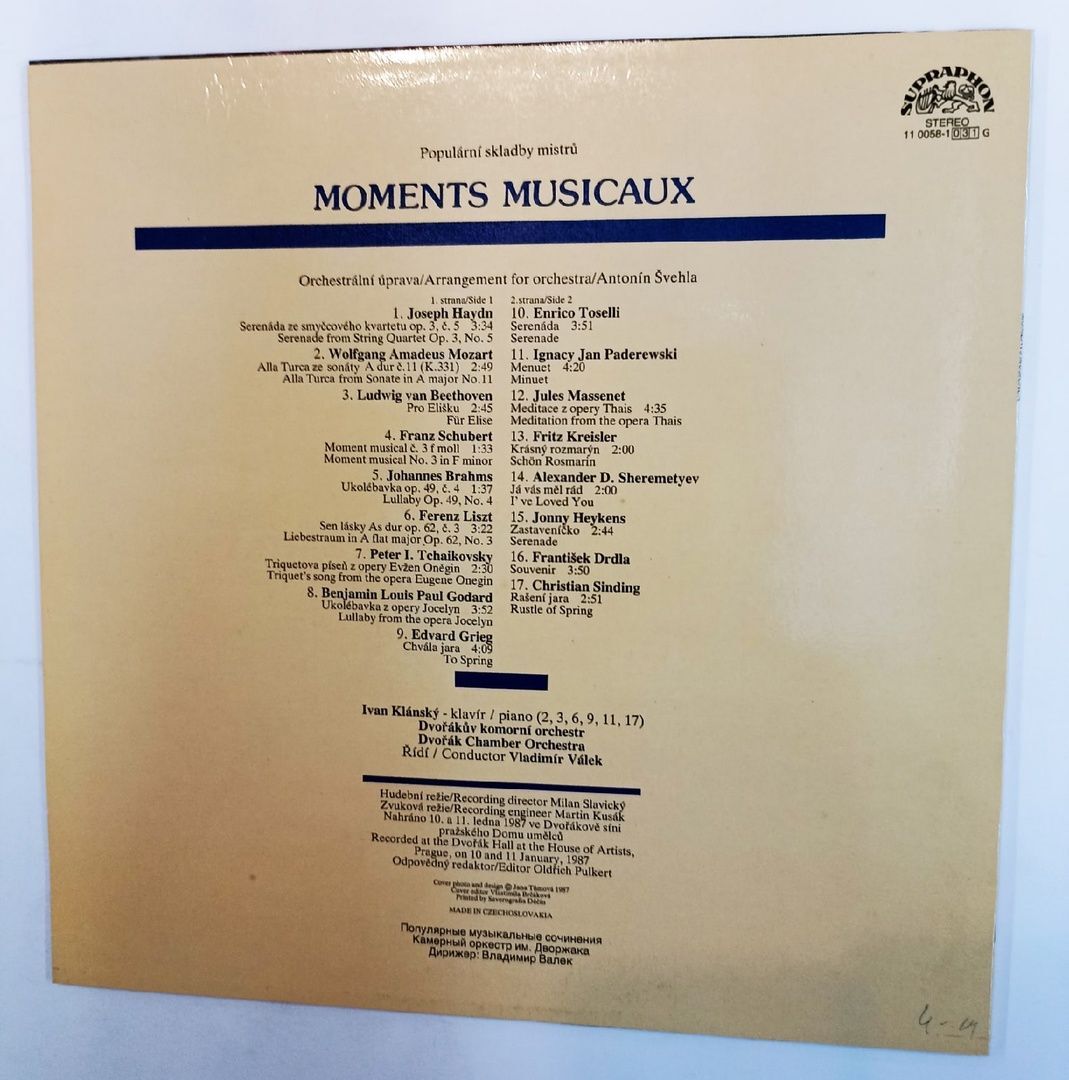 SUPRAPHON
STEREO
11 0058-1 031 G
Populární skladby mistrů
MOMENTS MUSICAUX
Orchestrální úprava/Arrangement for orchestra/Antonín Švehla
1. strana/Side 1
1. Joseph Haydn
Serenáda ze smyčcového kvartetu op. 3, č. 5 3:34
Serenade from String Quartet Op. 3, No. 5
2. Wolfgang Amadeus Mozart
Alla Turca ze sonáty A dur č.11 (K.331) 2:49
Alla Turca from Sonate in A major No.11
3. Ludwig van Beethoven
Pro Elišku 2:45
Für Elise
4. Franz Schubert
Moment musical č. 3 f moll 1:33
Moment musical No. 3 in F minor
5. Johannes Brahms
Ukolébavka op. 49, č. 4 1:37
Lullaby Op. 49, No. 4
6. Ferenz Liszt
Sen lásky As dur op. 62, č. 3 3:22
Liebestraum in A flat major Op. 62, No. 3
7. Peter I. Tchaikovsky
Triquetova píseň z opery Evžen Oněgin 2:30
Triquet's song from the opera Eugene Onegin
8. Benjamin Louis Paul Godard
Ukolébavka z opery Jocelyn 3:52
Lullaby from the opera Jocelyn
9. Edvard Grieg
Chvála jara 4:09
To Spring
2.strana/Side 2
10. Enrico Toselli
Serenáda 3:51
Serenade
11. Ignacy Jan Paderewski
Menuet 4:20
Minuet
12. Jules Massenet
Meditace z opery Thais 4:35
Meditation from the opera Thais
13. Fritz Kreisler
Krásný rozmarýn 2:00
Schön Rosmarin
14. Alexander D. Sheremetyev
Já vás měl rád 2:00
I' ve Loved You
15. Jonny Heykens
Zastaveníčko 2:44
Serenade
16. František Drdla
Souvenir 3:50
17. Christian Sinding
Rašení jara 2:51
Rustle of Spring
Ivan Klánský - klavír / piano (2, 3, 6, 9, 11, 17)
Dvořákův komorní orchestr
Dvořák Chamber Orchestra
Řídí / Conductor Vladimír Válek
Hudební režie/Recording director Milan Slavický
Zvuková režie/Recording engineer Martin Kusák
Nahráno 10. a 11. ledna 1987 ve Dvořákově síni
pražského Domu umělců
Recorded at the Dvořák Hall at the House of Artists,
Prague, on 10 and 11 January, 1987
Odpovědný redaktor/Editor Oldřich Pulkert
Cover photo and design © Jana Tůmová 1987
Cover editor Vlastimila Brčáková
Printed by Severografia Děčín
MADE IN CZECHOSLOVAKIA
Популярные музыкальные сочинения
Камерный оркестр им. Дворжака
Дирижер: Владимир Валек